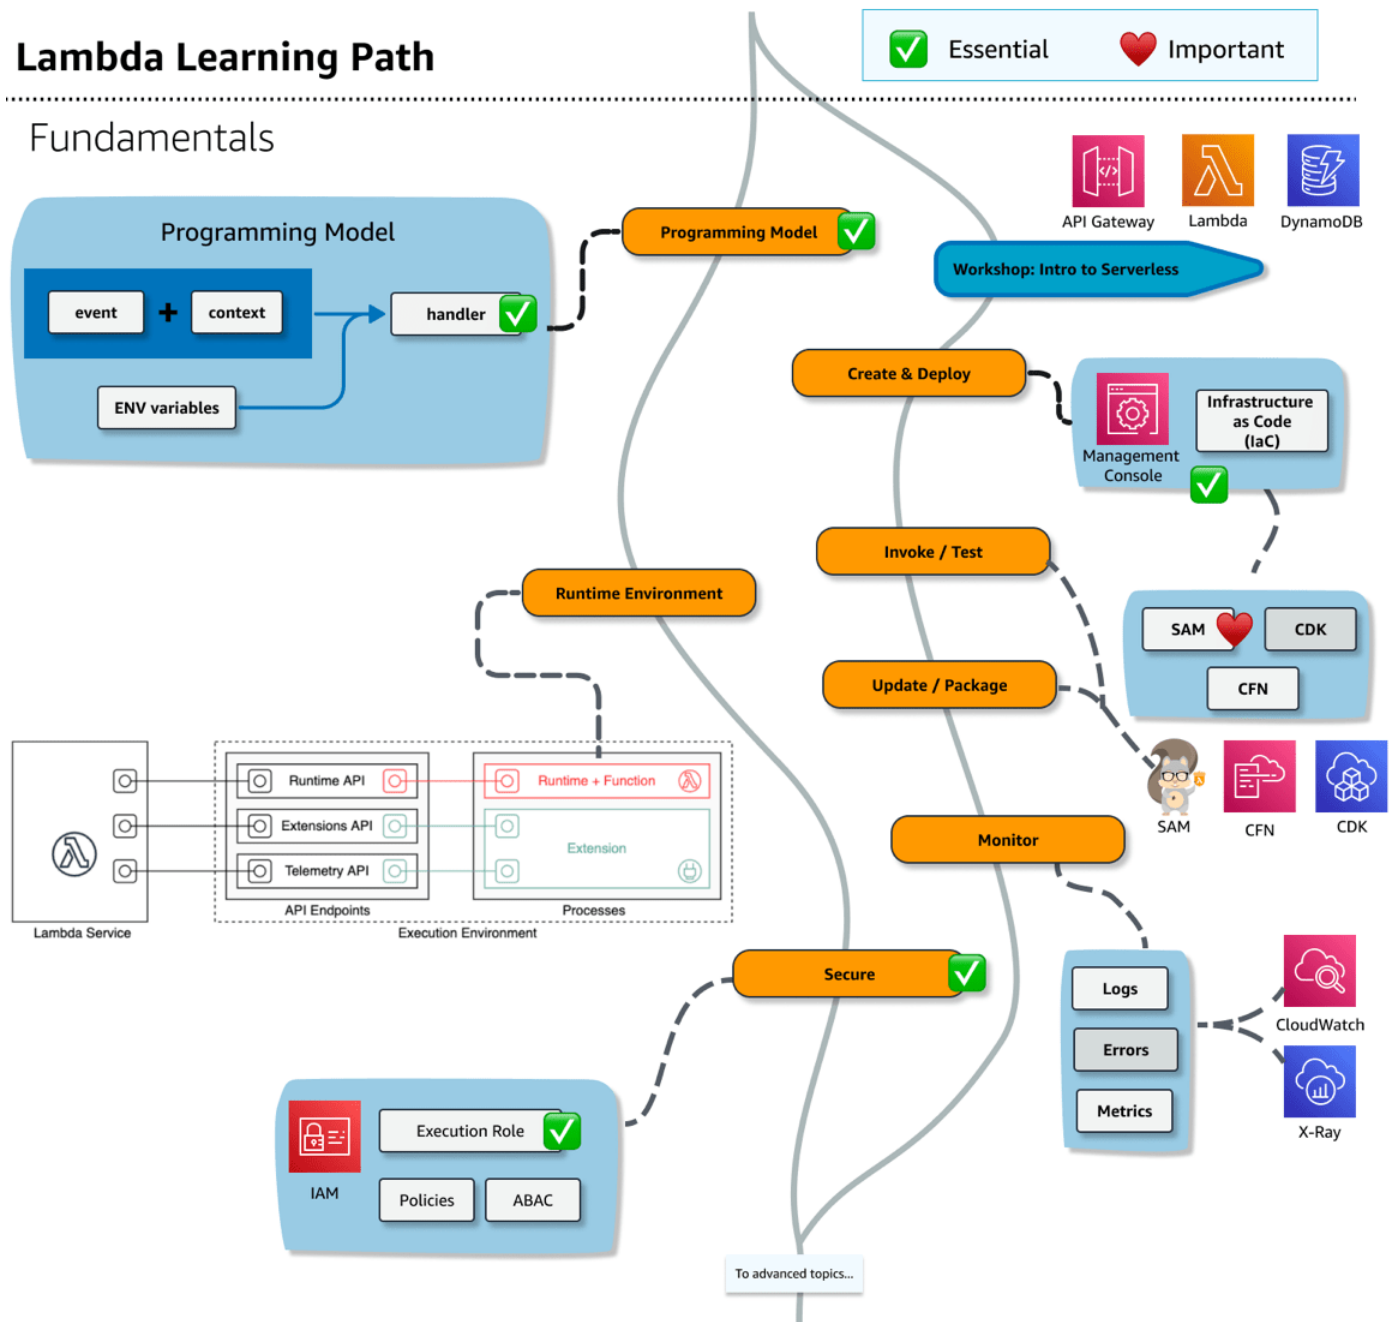 Lambda Learning Path
Essential
Important
Fundamentals
API Gateway
Lambda
DynamoDB
Programming Model
event
context
handler
ENV variables
Programming Model
Workshop: Intro to Serverless
Create & Deploy
Management
Console
Infrastructure
as Code
(IaC)
Invoke / Test
Runtime Environment
SAM
CDK
CFN
Update / Package
SAM
CFN
CDK
Runtime API
Extensions API
Telemetry API
API Endpoints
Runtime + Function
Extension
Processes
Lambda Service
Execution Environment
Monitor
Secure
Logs
Errors
Metrics
CloudWatch
X-Ray
IAM
Execution Role
Policies
ABAC
To advanced topics...